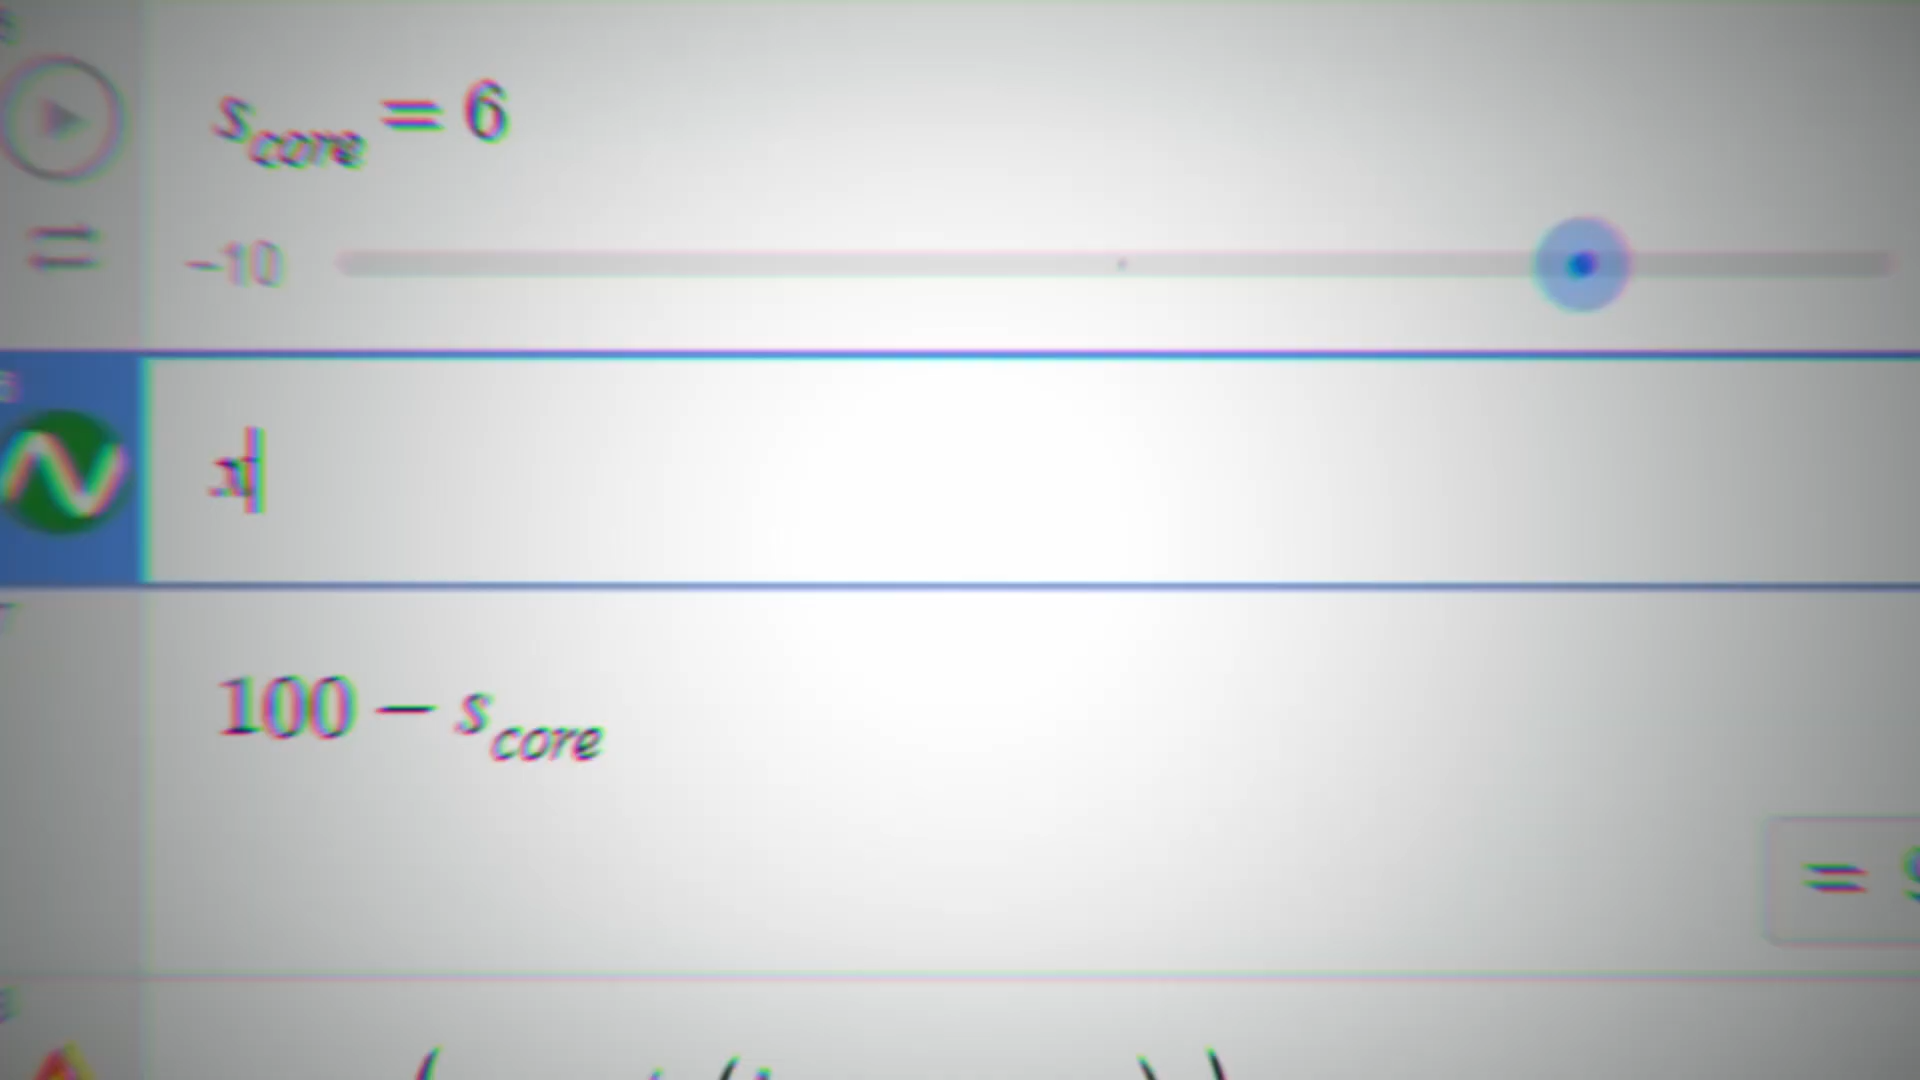 s_core = 6
−10
x
100 − s_core
=